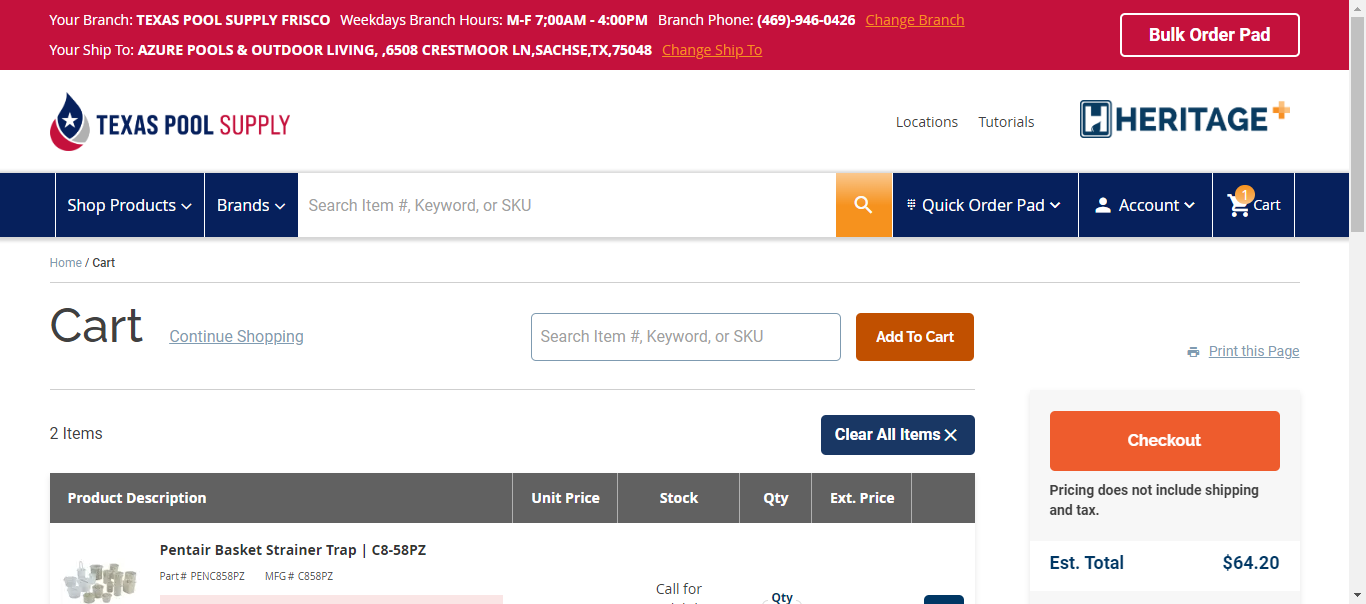 Your Branch: TEXAS POOL SUPPLY FRISCO Weekdays Branch Hours: M-F 7;00AM - 4:00PM Branch Phone: (469)-946-0426 Change Branch
Your Ship To: AZURE POOLS & OUTDOOR LIVING, ,6508 CRESTMOOR LN,SACHSE,TX,75048 Change Ship To
Bulk Order Pad
TEXAS POOL SUPPLY
Locations Tutorials
HERITAGE+
Shop Products Brands Search Item #, Keyword, or SKU Quick Order Pad Account 1 Cart
Home / Cart
Cart Continue Shopping Search Item #, Keyword, or SKU Add To Cart
Print this Page
2 Items Clear All Items
Checkout
Pricing does not include shipping
and tax.
Est. Total $64.20
Product Description Unit Price Stock Qty Ext. Price
Pentair Basket Strainer Trap | C8-58PZ
Part# PENC858PZ MFG# C858PZ
Call for
Qty